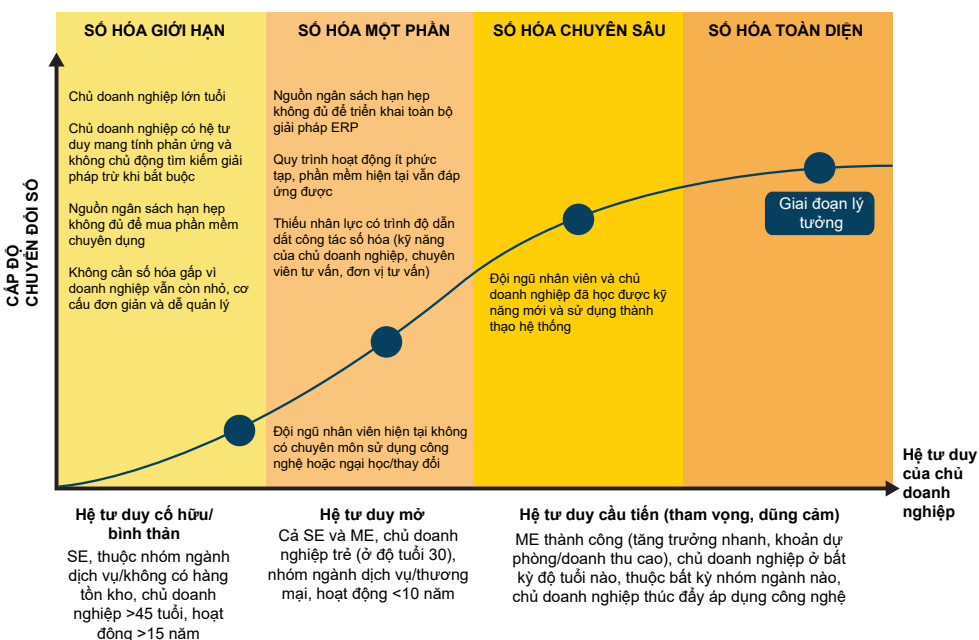 SỐ HÓA GIỚI HẠN
SỐ HÓA MỘT PHẦN
SỐ HÓA CHUYÊN SÂU
SỐ HÓA TOÀN DIỆN
CẤP ĐỘ
CHUYỂN ĐỔI SỐ
Chủ doanh nghiệp lớn tuổi
Chủ doanh nghiệp có hệ tư
duy mang tính phản ứng và
không chủ động tìm kiếm giải
pháp trừ khi bắt buộc
Nguồn ngân sách hạn hẹp
không đủ để mua phần mềm
chuyên dụng
Không cần số hóa gấp vì
doanh nghiệp vẫn còn nhỏ, cơ
cấu đơn giản và dễ quản lý
Nguồn ngân sách hạn hẹp
không đủ để triển khai toàn bộ
giải pháp ERP
Quy trình hoạt động ít phức
tạp, phần mềm hiện tại vẫn đáp
ứng được
Thiếu nhân lực có trình độ dẫn
dắt công tác số hóa (kỹ năng
của chủ doanh nghiệp, chuyên
viên tư vấn, đơn vị tư vấn)
Đội ngũ nhân viên hiện tại không
có chuyên môn sử dụng công
nghệ hoặc ngại học/thay đổi
Đội ngũ nhân viên và chủ
doanh nghiệp đã học được kỹ
năng mới và sử dụng thành
thạo hệ thống
Giai đoạn lý
tưởng
Hệ tư duy
của chủ
doanh
nghiệp
Hệ tư duy cố hữu/
bình thản
SE, thuộc nhóm ngành
dịch vụ/không có hàng
tồn kho, chủ doanh
nghiệp >45 tuổi, hoạt
động >15 năm
Hệ tư duy mở
Cả SE và ME, chủ doanh
nghiệp trẻ (ở độ tuổi 30),
nhóm ngành dịch vụ/thương
mại, hoạt động <10 năm
Hệ tư duy cầu tiến (tham vọng, dũng cảm)
ME thành công (tăng trưởng nhanh, khoản dự
phòng/doanh thu cao), chủ doanh nghiệp ở bất
kỳ độ tuổi nào, thuộc bất kỳ nhóm ngành nào,
chủ doanh nghiệp thúc đẩy áp dụng công nghệ